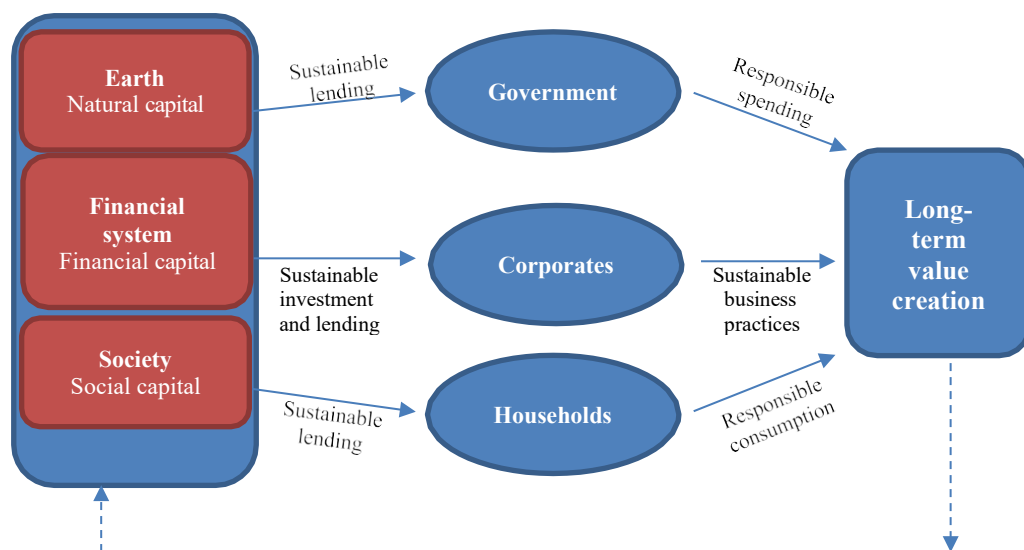 Earth
Natural capital
Financial
system
Financial capital
Society
Social capital
Sustainable
lending
Sustainable
investment
and lending
Sustainable
lending
Government
Corporates
Households
Responsible
spending
Sustainable
business
practices
Responsible
consumption
Long-
term
value
creation